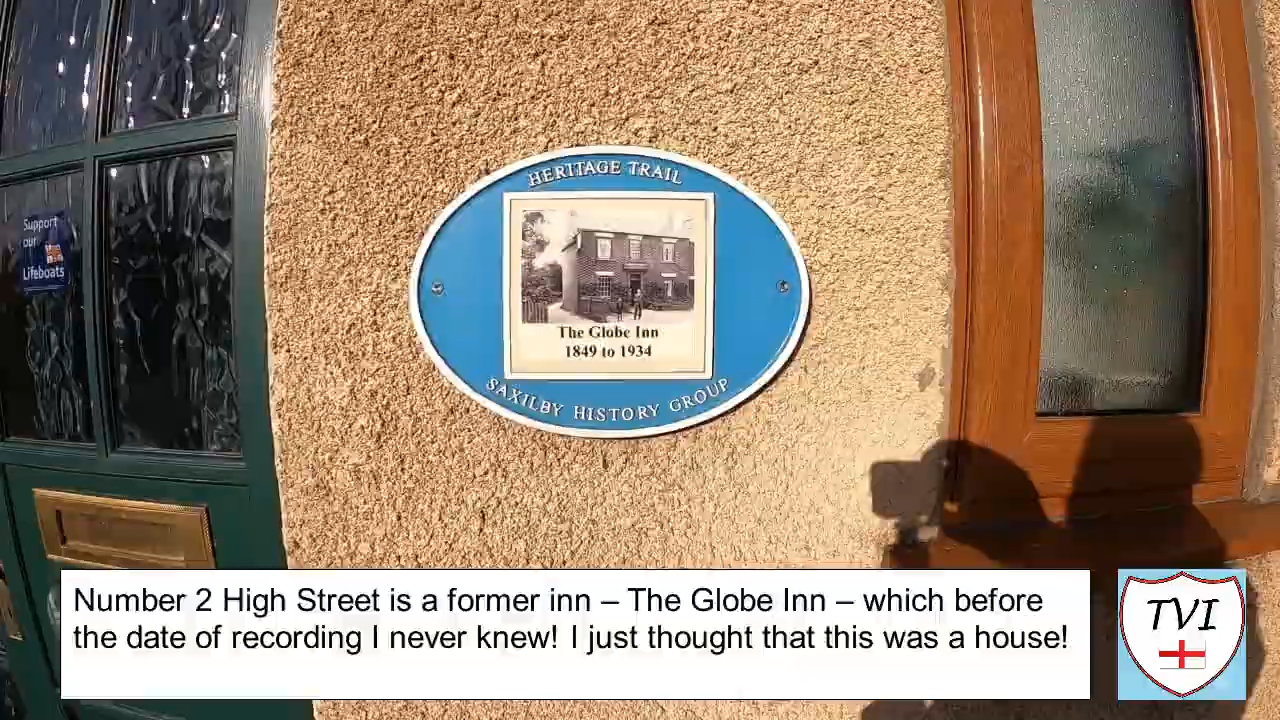 HERITAGE TRAIL
Support
our
Lifeboats
The Globe Inn
1849 to 1934
SAXILBY HISTORY GROUP
Number 2 High Street is a former inn – The Globe Inn – which before
the date of recording I never knew! I just thought that this was a house!
TVI